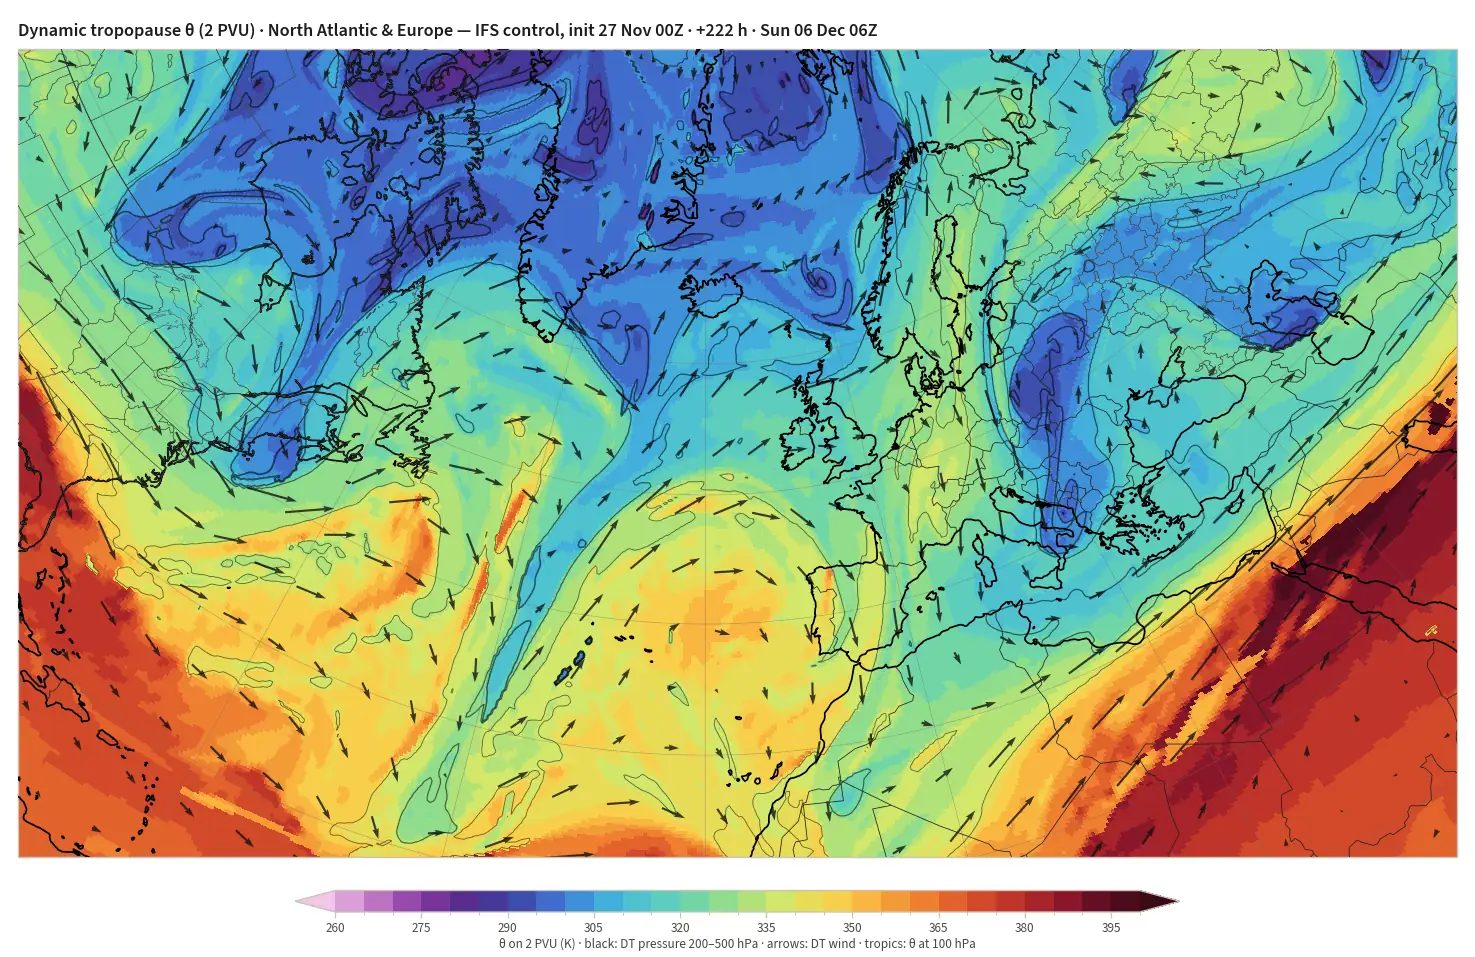 Dynamic tropopause θ (2 PVU) · North Atlantic & Europe — IFS control, init 27 Nov 00Z · +222 h · Sun 06 Dec 06Z
260 275 290 305 320 335 350 365 380 395
θ on 2 PVU (K) · black: DT pressure 200–500 hPa · arrows: DT wind · tropics: θ at 100 hPa